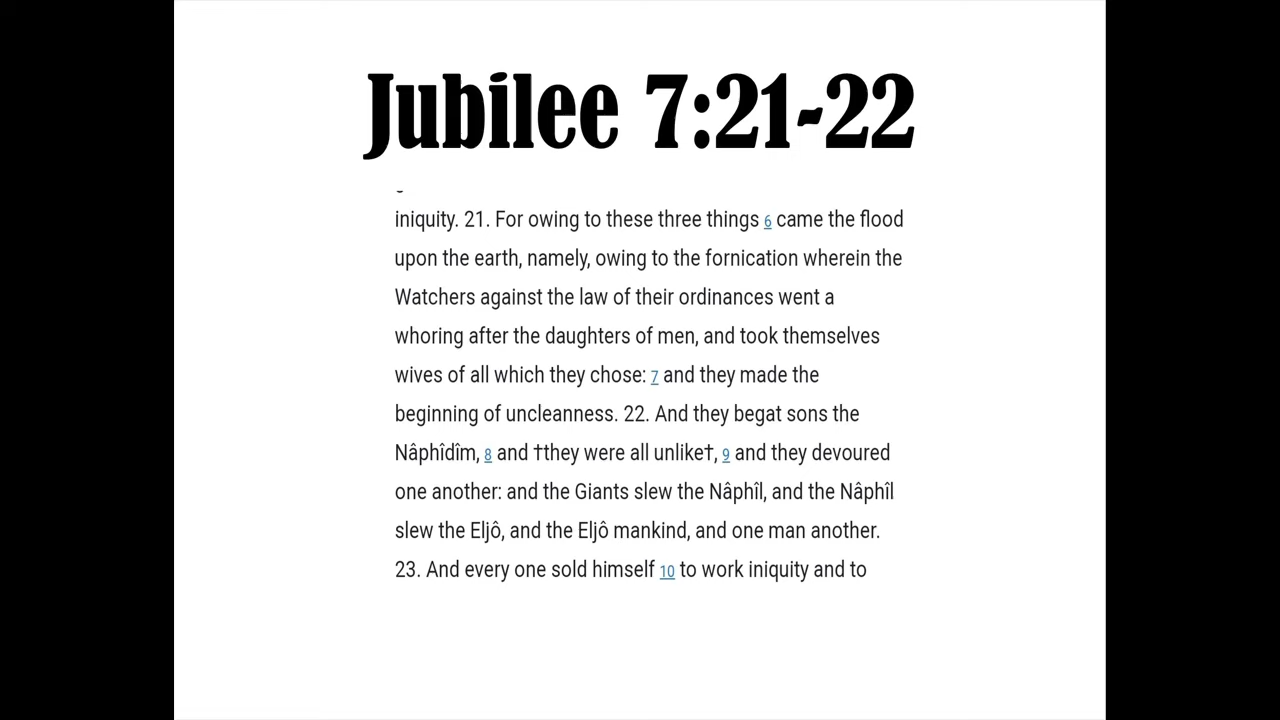 Jubilee 7:21-22
iniquity. 21. For owing to these three things 6 came the flood
upon the earth, namely, owing to the fornication wherein the
Watchers against the law of their ordinances went a
whoring after the daughters of men, and took themselves
wives of all which they chose: 7 and they made the
beginning of uncleanness. 22. And they begat sons the
Nâphîdîm, 8 and †they were all unlike†, 9 and they devoured
one another: and the Giants slew the Nâphîl, and the Nâphîl
slew the Eljô, and the Eljô mankind, and one man another.
23. And every one sold himself 10 to work iniquity and to